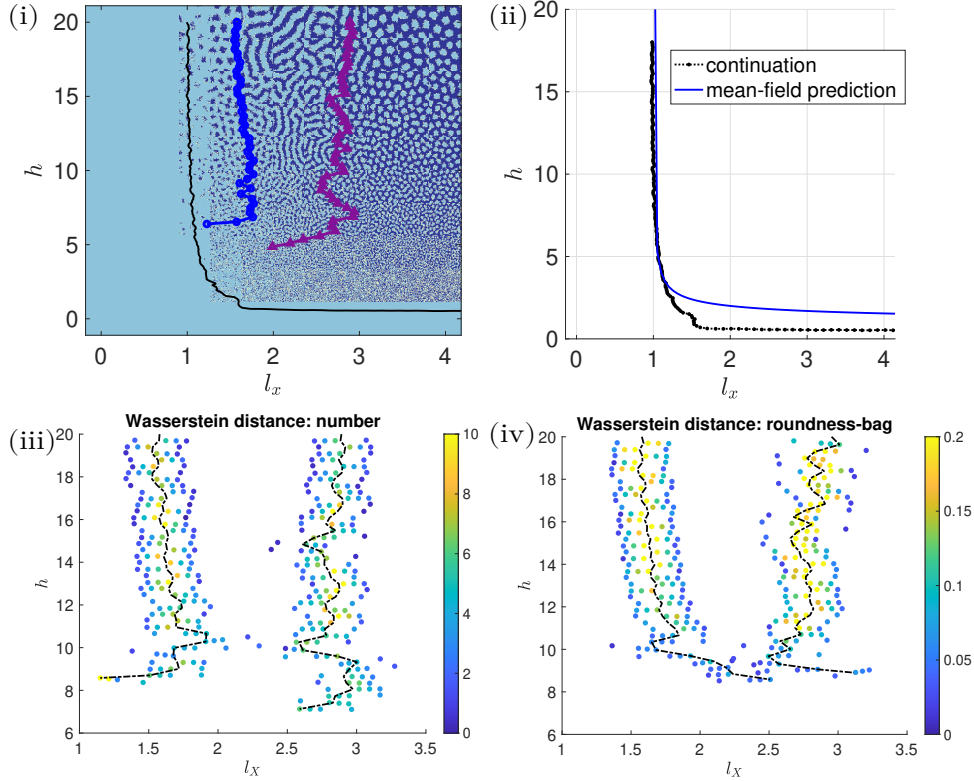 (i)
20
15
10
5
0
h
0 1 2 3 4
l_x
(ii)
20
15
10
5
0
h
continuation
mean-field prediction
0 1 2 3 4
l_x
(iii)
Wasserstein distance: number
20
18
16
14
12
10
8
6
h
1 1.5 2 2.5 3 3.5
l_X
10
8
6
4
2
0
(iv)
Wasserstein distance: roundness-bag
20
18
16
14
12
10
8
6
h
1 1.5 2 2.5 3 3.5
l_X
0.2
0.15
0.1
0.05
0